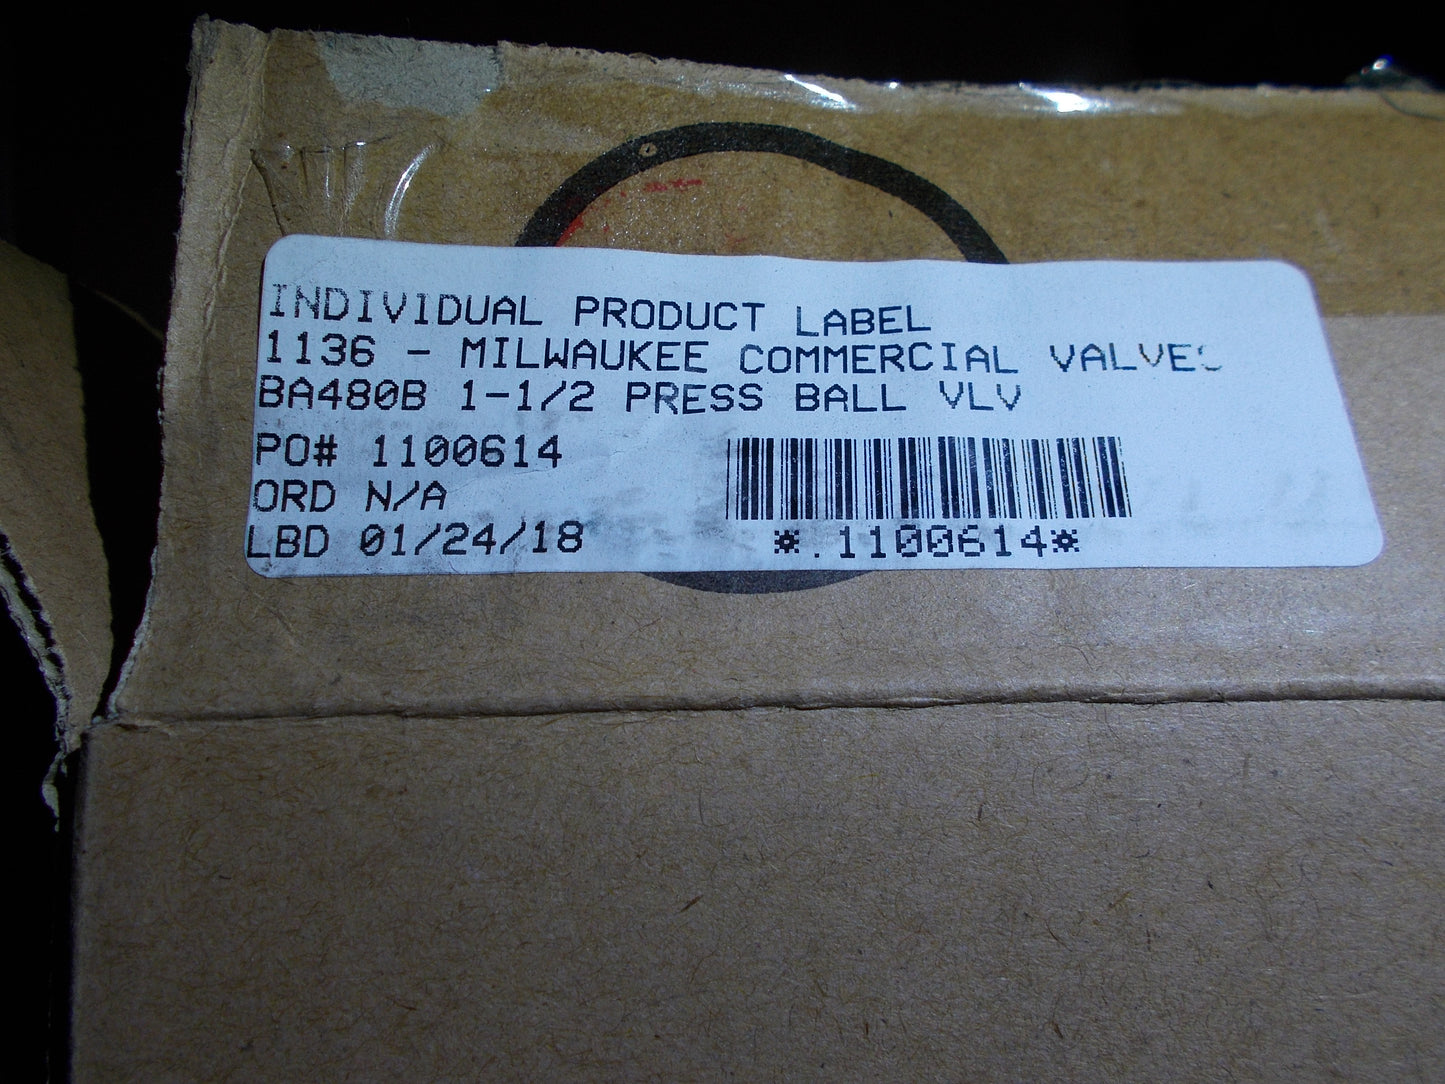 INDIVIDUAL PRODUCT LABEL
1136 - MILWAUKEE COMMERCIAL VALVES
BA480B 1-1/2 PRESS BALL VLV
PO# 1100614
ORD N/A
LBD 01/24/18
*.1100614*